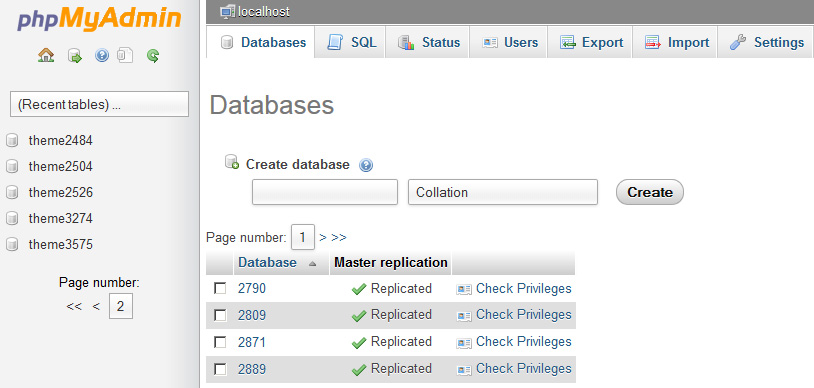 phpMyAdmin
(Recent tables) ...
theme2484
theme2504
theme2526
theme3274
theme3575
Page number:
<< < 2
localhost
Databases SQL Status Users Export Import Settings
Databases
Create database
Collation Create
Page number: 1 > >>
Database Master replication
2790 Replicated Check Privileges
2809 Replicated Check Privileges
2871 Replicated Check Privileges
2889 Replicated Check Privileges